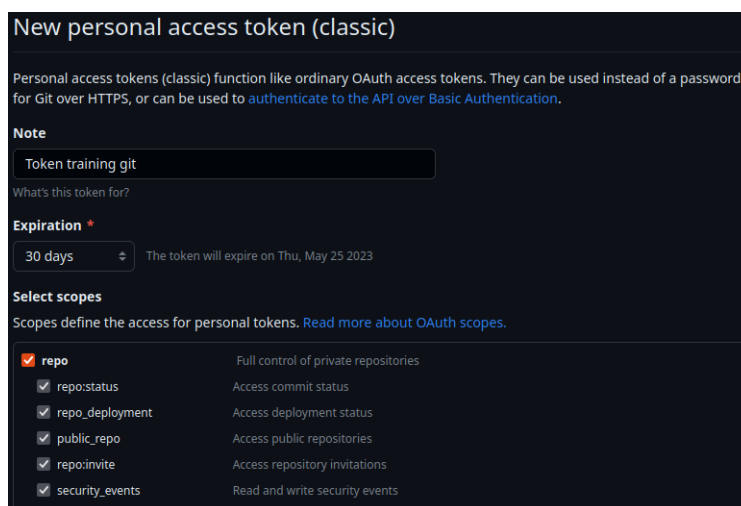 New personal access token (classic)
Personal access tokens (classic) function like ordinary OAuth access tokens. They can be used instead of a password
for Git over HTTPS, or can be used to authenticate to the API over Basic Authentication.
Note
Token training git
What's this token for?
Expiration *
30 days The token will expire on Thu, May 25 2023
Select scopes
Scopes define the access for personal tokens. Read more about OAuth scopes.
repo Full control of private repositories
repo:status Access commit status
repo_deployment Access deployment status
public_repo Access public repositories
repo:invite Access repository invitations
security_events Read and write security events